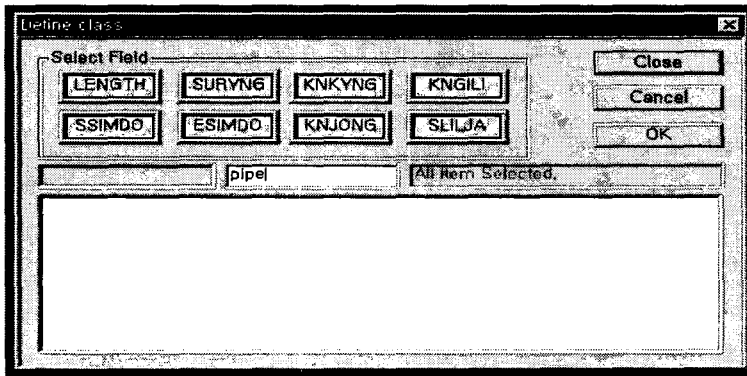 Define class
Select Field
LENGTH SURYNG KNKYNG KNGILI
SSIMDO ESIMDO KNJONG SLILJA
Close
Cancel
OK
pipe
All Item Selected.